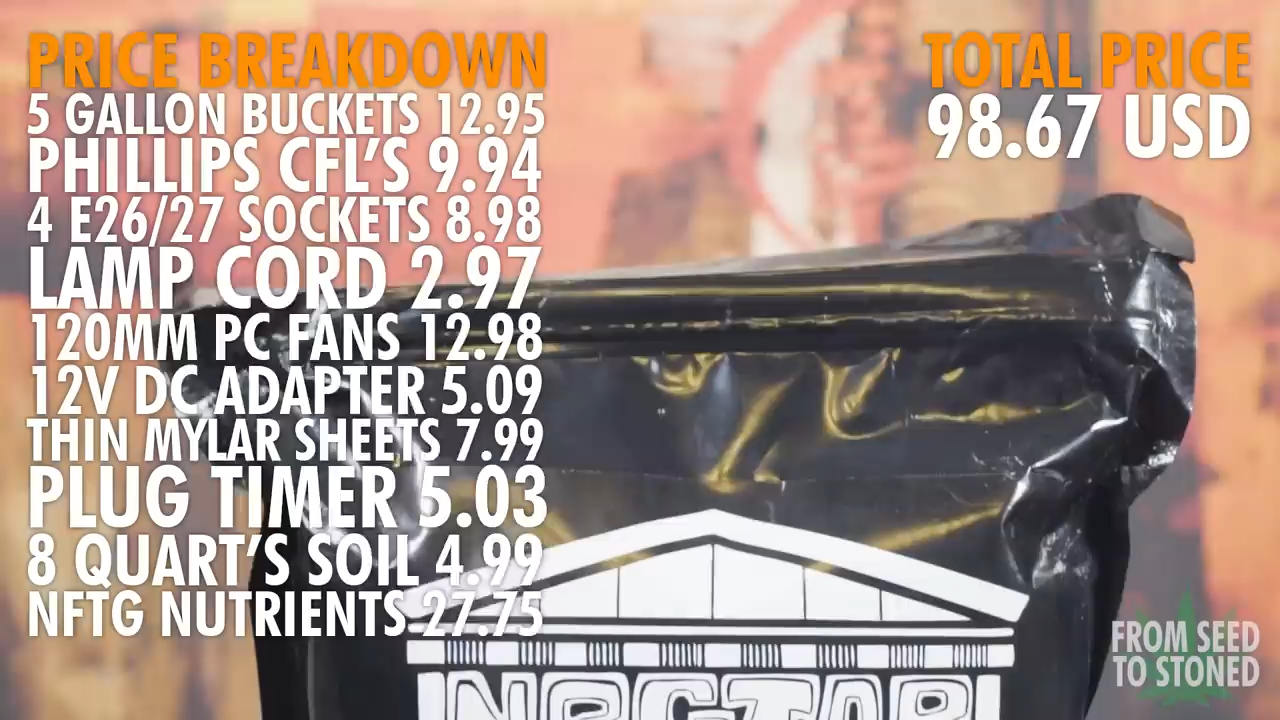 PRICE BREAKDOWN
5 GALLON BUCKETS 12.95
PHILLIPS CFL'S 9.94
4 E26/27 SOCKETS 8.98
LAMP CORD 2.97
120MM PC FANS 12.98
12V DC ADAPTER 5.09
THIN MYLAR SHEETS 7.99
PLUG TIMER 5.03
8 QUART'S SOIL 4.99
NFTG NUTRIENTS 27.75
TOTAL PRICE
98.67 USD
NECTAR
FROM SEED
TO STONED